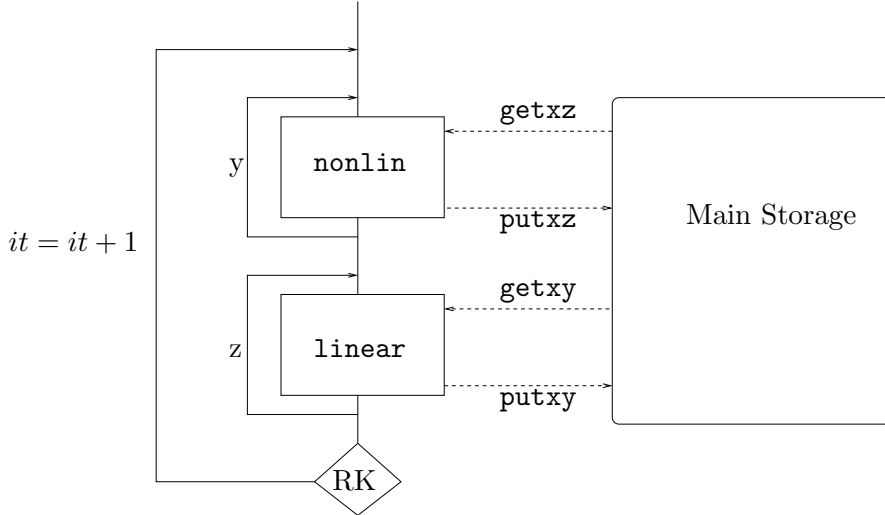 getxz
y
nonlin
putxz
Main Storage
it = it + 1
getxy
z
linear
putxy
RK